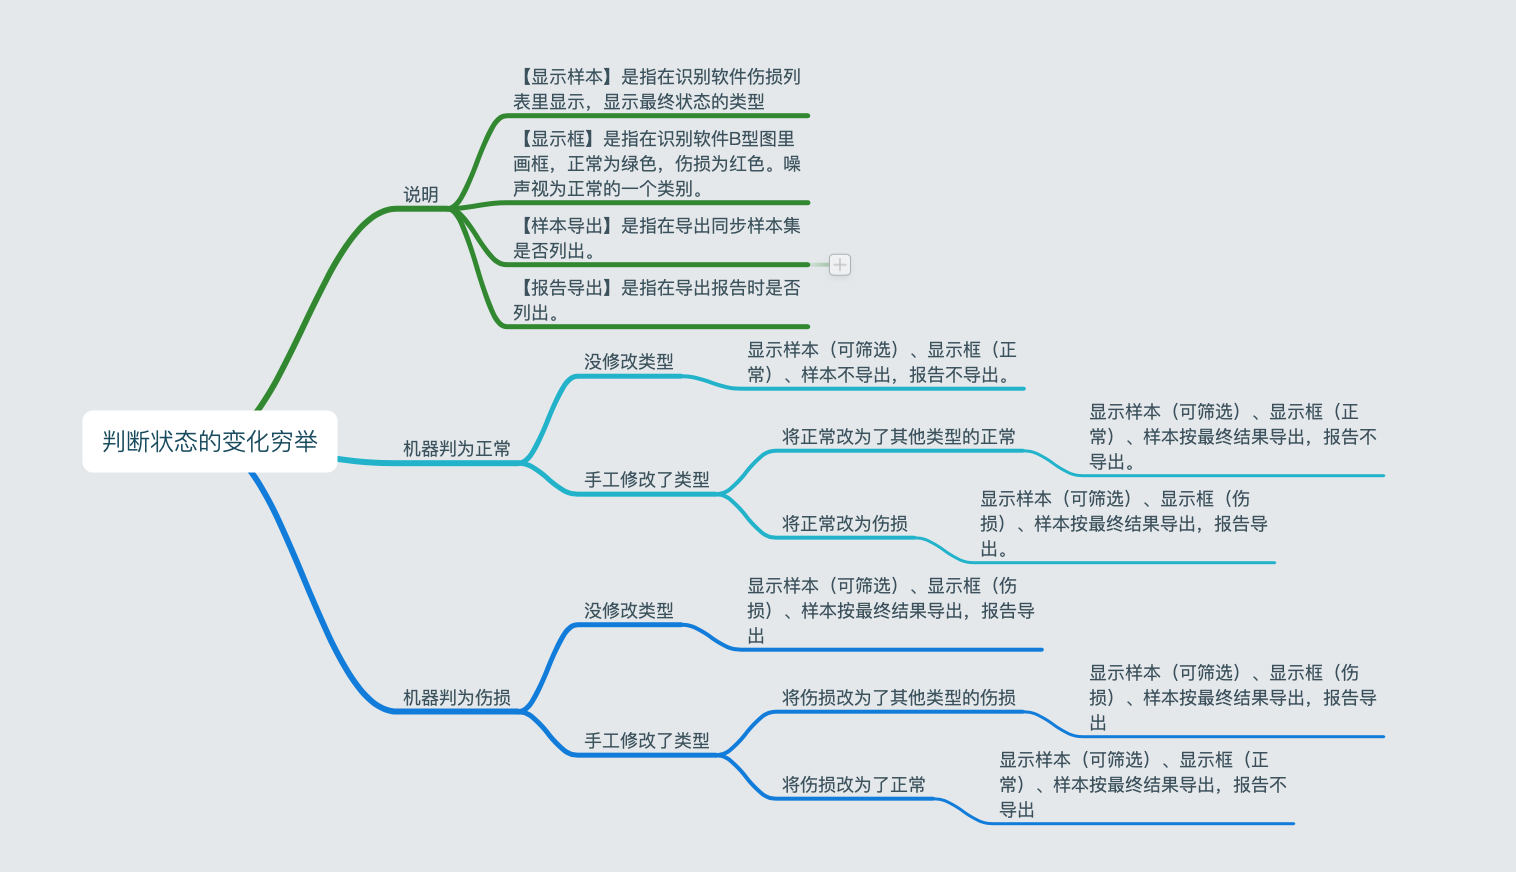 判断状态的变化穷举
说明
【显示样本】是指在识别软件伤损列
表里显示，显示最终状态的类型
【显示框】是指在识别软件B型图里
画框，正常为绿色，伤损为红色。噪
声视为正常的一个类别。
【样本导出】是指在导出同步样本集
是否列出。
【报告导出】是指在导出报告时是否
列出。
机器判为正常
没修改类型
显示样本（可筛选）、显示框（正
常）、样本不导出，报告不导出。
手工修改了类型
将正常改为了其他类型的正常
显示样本（可筛选）、显示框（正
常）、样本按最终结果导出，报告不
导出。
将正常改为伤损
显示样本（可筛选）、显示框（伤
损）、样本按最终结果导出，报告导
出。
机器判为伤损
没修改类型
显示样本（可筛选）、显示框（伤
损）、样本按最终结果导出，报告导
出
手工修改了类型
将伤损改为了其他类型的伤损
显示样本（可筛选）、显示框（伤
损）、样本按最终结果导出，报告导
出
将伤损改为了正常
显示样本（可筛选）、显示框（正
常）、样本按最终结果导出，报告不
导出